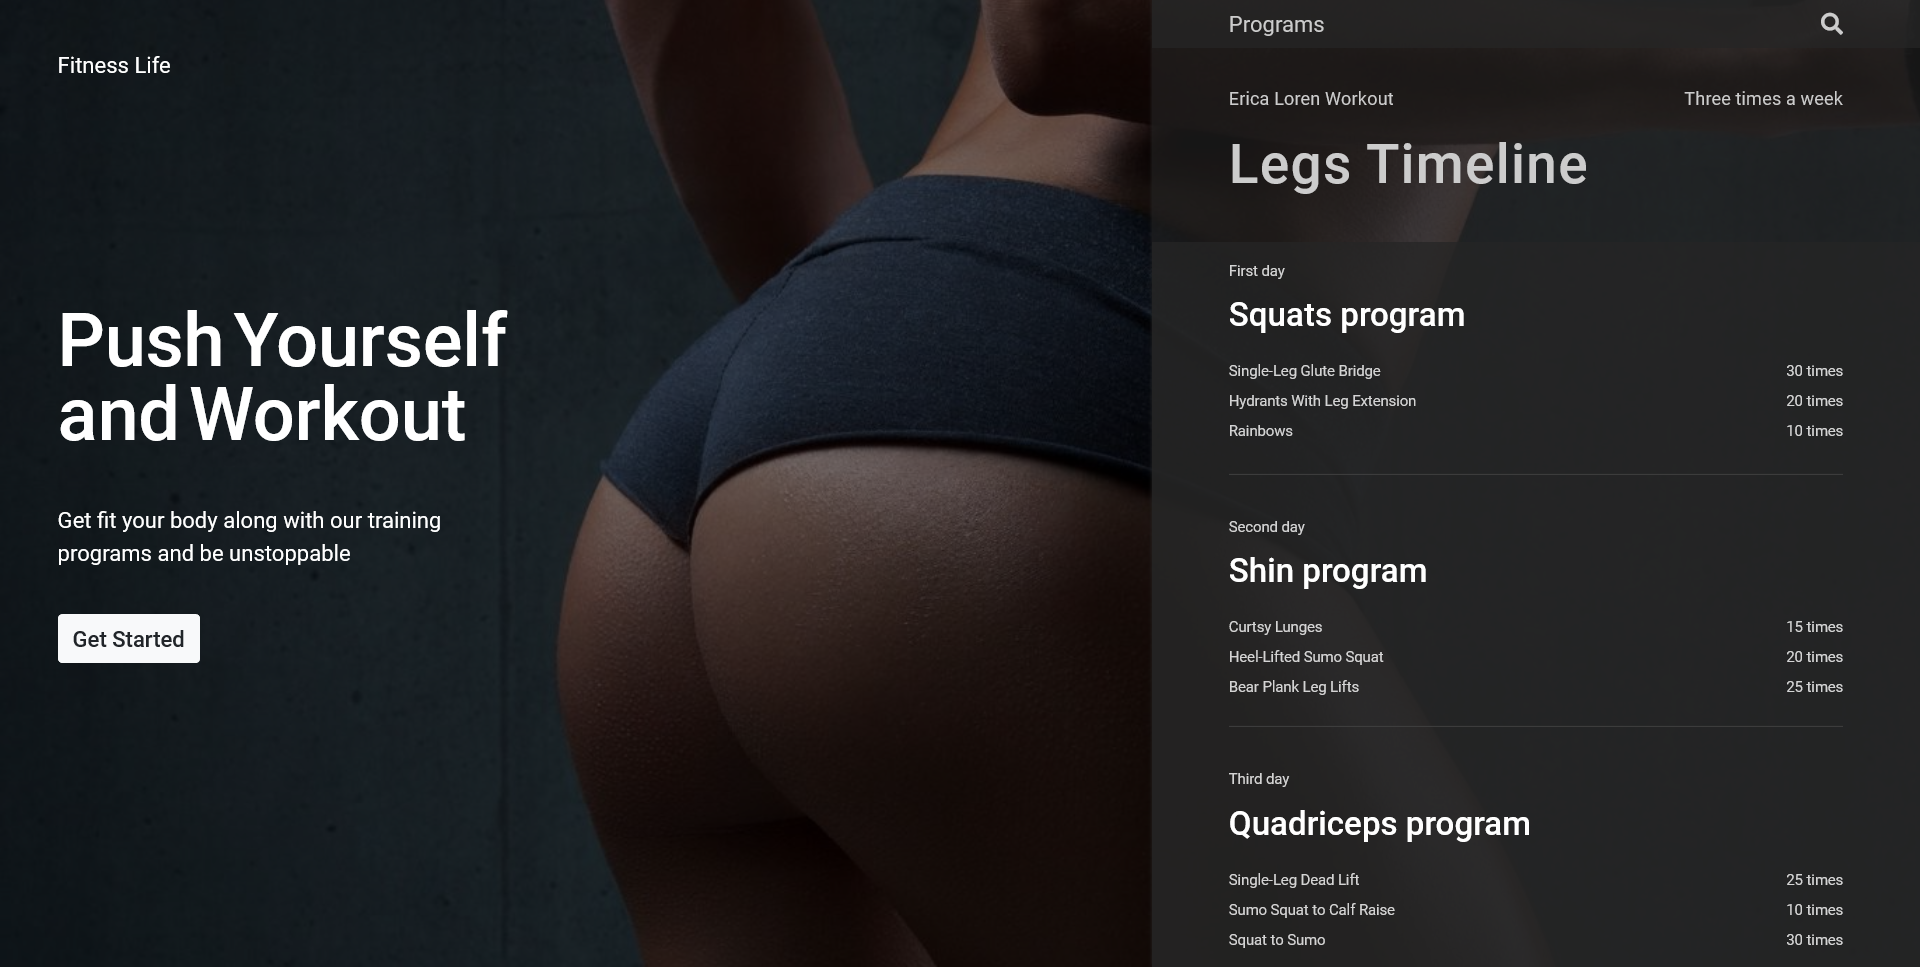 Fitness Life
Push Yourself
and Workout
Get fit your body along with our training
programs and be unstoppable
Get Started
Programs
Erica Loren Workout Three times a week
Legs Timeline
First day
Squats program
Single-Leg Glute Bridge 30 times
Hydrants With Leg Extension 20 times
Rainbows 10 times
Second day
Shin program
Curtsy Lunges 15 times
Heel-Lifted Sumo Squat 20 times
Bear Plank Leg Lifts 25 times
Third day
Quadriceps program
Single-Leg Dead Lift 25 times
Sumo Squat to Calf Raise 10 times
Squat to Sumo 30 times